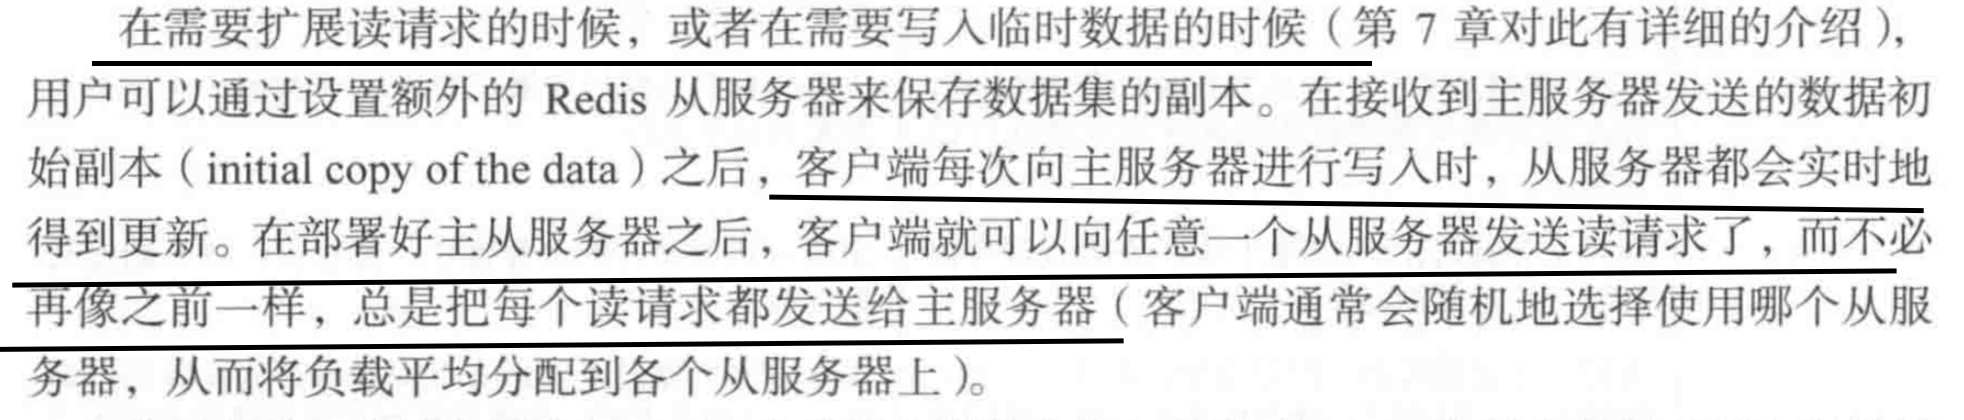 在需要扩展读请求的时候，或者在需要写入临时数据的时候（第 7 章对此有详细的介绍），
用户可以通过设置额外的 Redis 从服务器来保存数据集的副本。在接收到主服务器发送的数据初
始副本（initial copy of the data）之后，客户端每次向主服务器进行写入时，从服务器都会实时地
得到更新。在部署好主从服务器之后，客户端就可以向任意一个从服务器发送读请求了，而不必
再像之前一样，总是把每个读请求都发送给主服务器（客户端通常会随机地选择使用哪个从服
务器，从而将负载平均分配到各个从服务器上）。